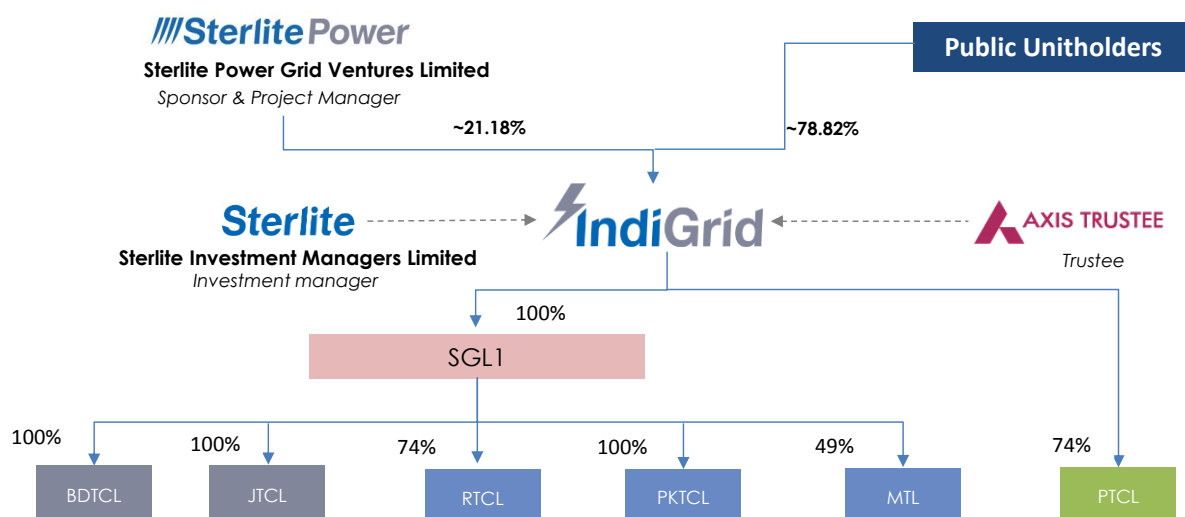 Sterlite Power
Public Unitholders
Sterlite Power Grid Ventures Limited
Sponsor & Project Manager
~21.18%
~78.82%
Sterlite
IndiGrid
AXIS TRUSTEE
Sterlite Investment Managers Limited
Trustee
Investment manager
100%
SGL1
100%
100%
74%
100%
49%
74%
BDTCL
JTCL
RTCL
PKTCL
MTL
PTCL